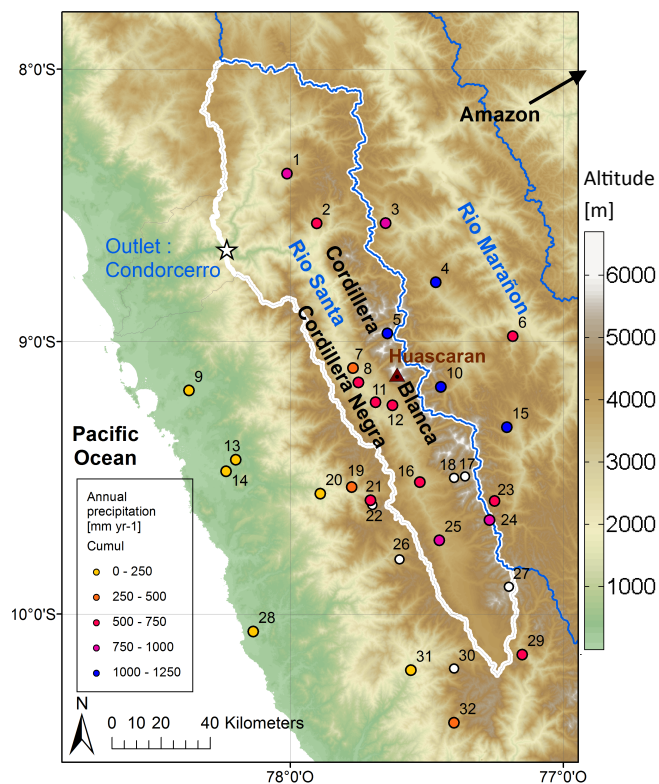 8°0'S
Amazon
1
2
3
Rio Marañon
Altitude
[m]
Outlet :
Condorcerro
Rio Santa
Cordillera
Blanca
4
6000
5
6
5000
9°0'S
Cordillera Negra
Huascaran
7
8
9
10
11
12
4000
15
Pacific
Ocean
13
14
16
18
17
3000
19
20
21
22
23
24
25
2000
26
27
1000
Annual
precipitation
[mm yr-1]
Cumul
0 - 250
250 - 500
500 - 750
750 - 1000
1000 - 1250
10°0'S
28
29
30
31
32
N
0 10 20 40 Kilometers
78°0'O
77°0'O